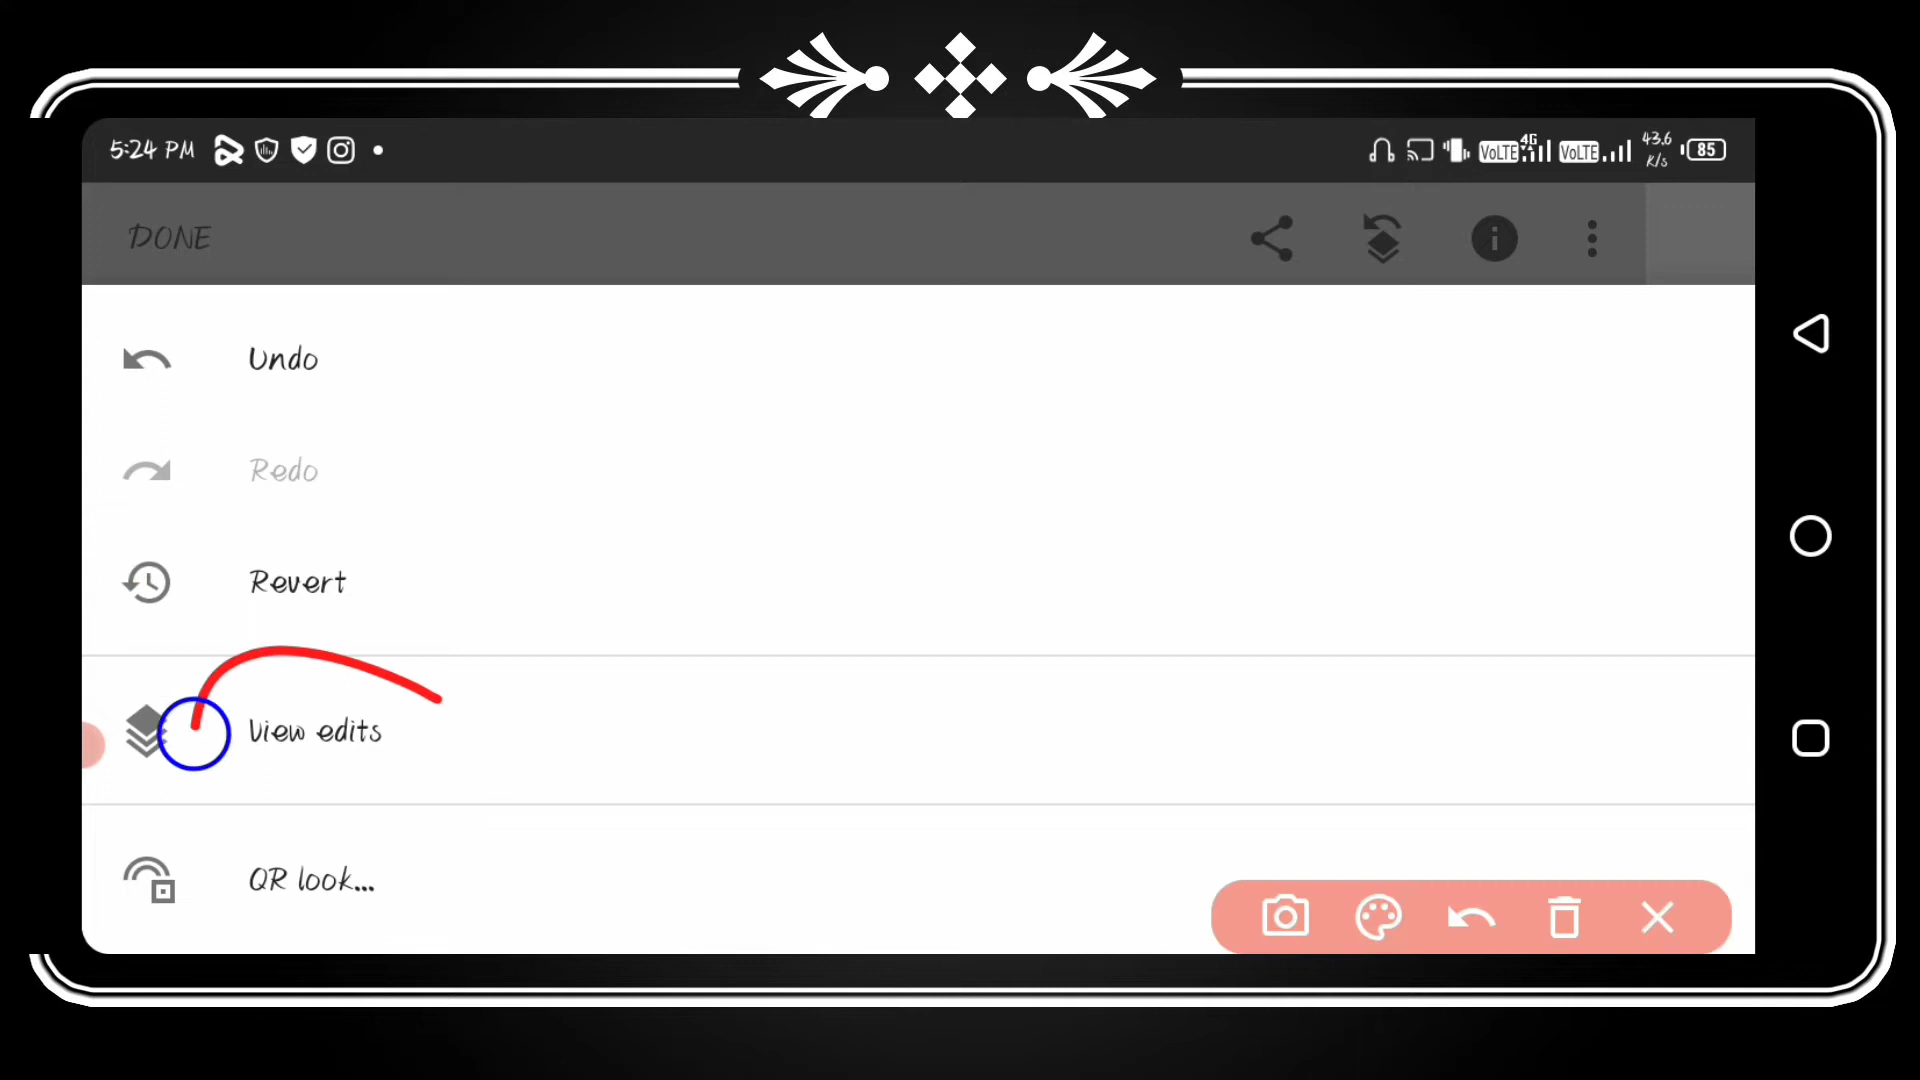 5:24 PM
VoLTE 4G VoLTE 43.6 K/s 85
DONE
Undo
Redo
Revert
View edits
QR look...